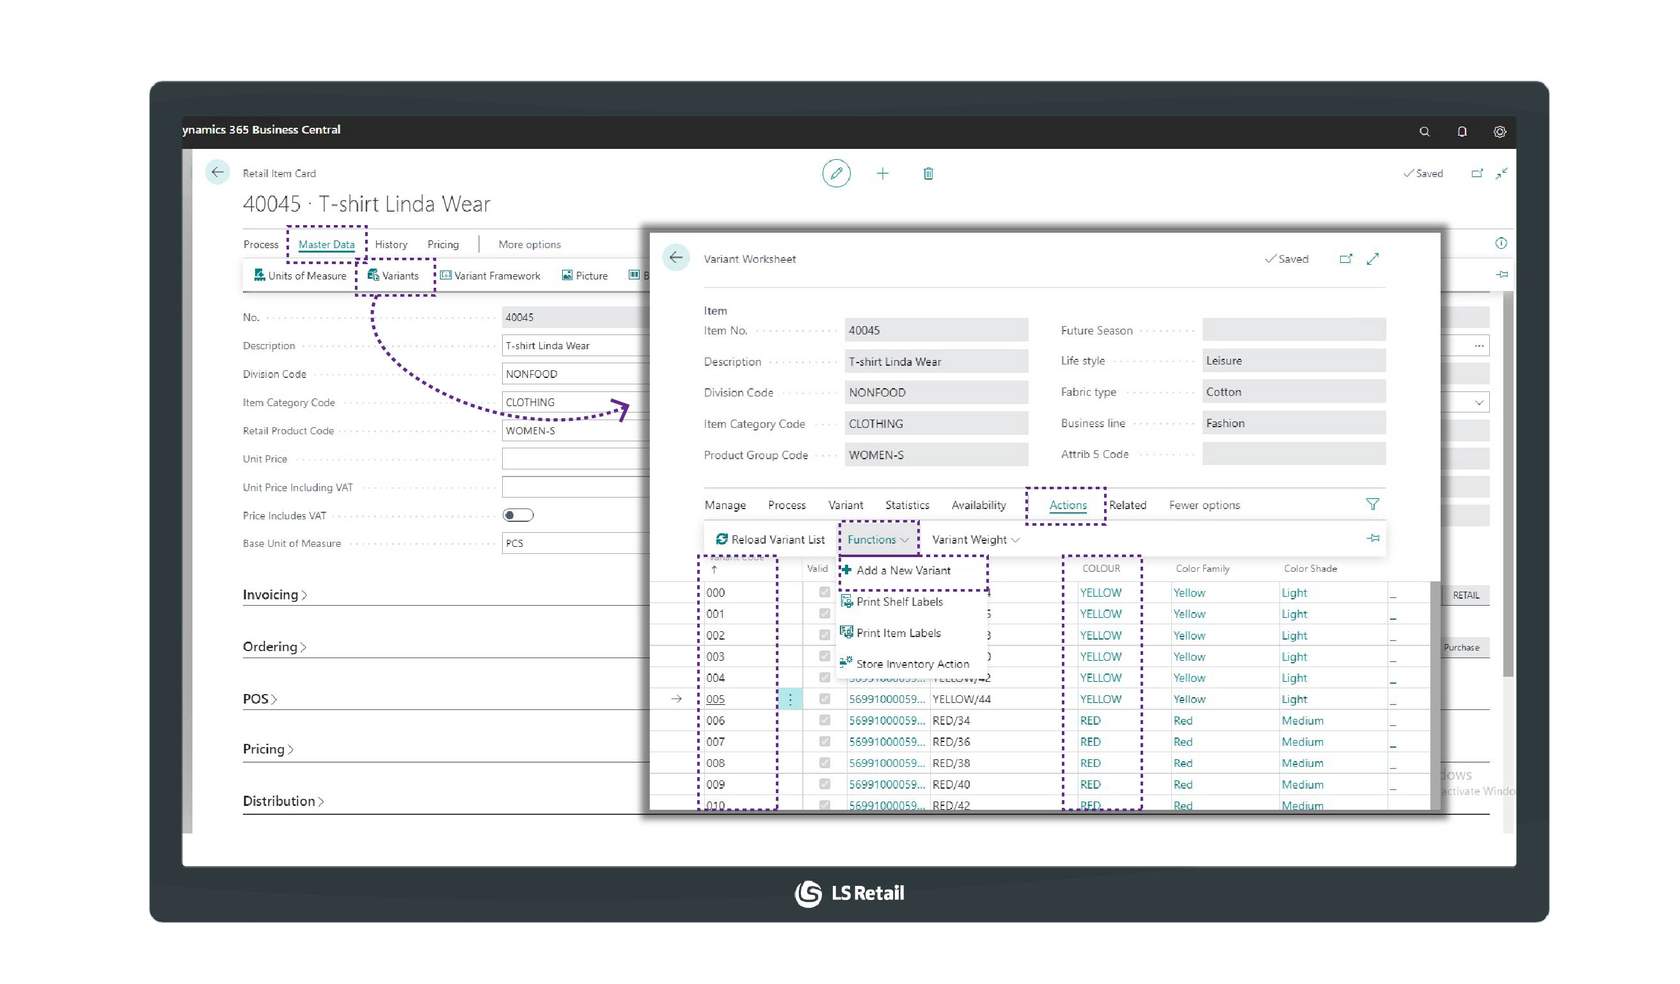 ynamics 365 Business Central
Retail Item Card
Saved
40045 · T-shirt Linda Wear
Process Master Data History Pricing More options
Units of Measure Variants Variant Framework Picture B
No. 40045
Description T-shirt Linda Wear
Division Code NONFOOD
Item Category Code CLOTHING
Retail Product Code WOMEN-S
Unit Price
Unit Price Including VAT
Price Includes VAT
Base Unit of Measure PCS
Invoicing >
RETAIL
Ordering >
Purchase
POS >
Pricing >
Distribution >
Variant Worksheet Saved
Item
Item No. 40045 Future Season
Description T-shirt Linda Wear Life style Leisure
Division Code NONFOOD Fabric type Cotton
Item Category Code CLOTHING Business line Fashion
Product Group Code WOMEN-S Attrib 5 Code
Manage Process Variant Statistics Availability Actions Related Fewer options
Reload Variant List Functions Variant Weight
Add a New Variant
Print Shelf Labels
Print Item Labels
Store Inventory Action
Variant Code Valid COLOUR Color Family Color Shade
000 YELLOW Yellow Light
001 YELLOW Yellow Light
002 YELLOW Yellow Light
003 YELLOW Yellow Light
004 56991000059... YELLOW/42 YELLOW Yellow Light
005 56991000059... YELLOW/44 YELLOW Yellow Light
006 56991000059... RED/34 RED Red Medium
007 56991000059... RED/36 RED Red Medium
008 56991000059... RED/38 RED Red Medium
009 56991000059... RED/40 RED Red Medium
010 56991000059... RED/42 RED Red Medium
dows
activate Windo
LS Retail